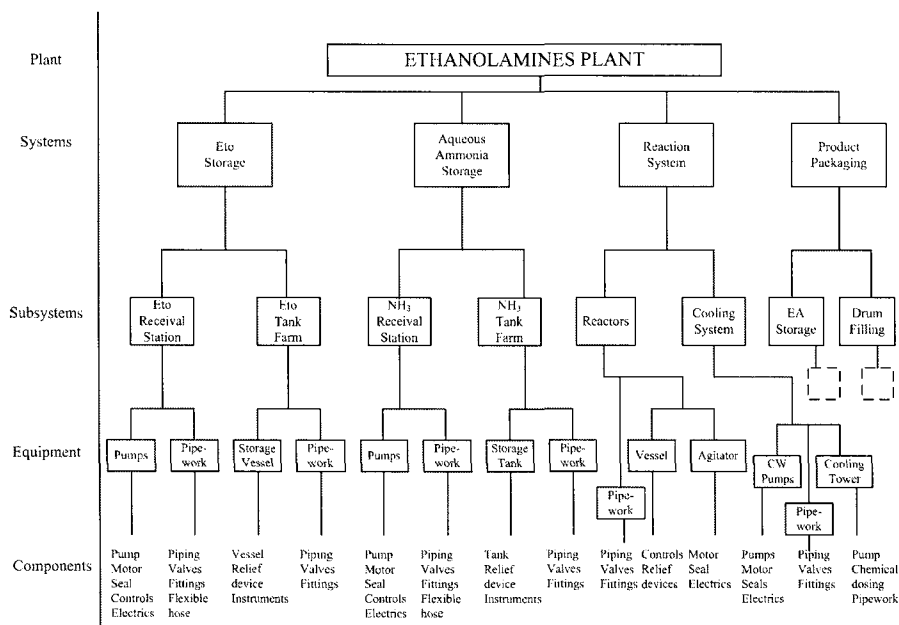 Plant
ETHANOLAMINES PLANT
Systems
Eto
Storage
Aqueous
Ammonia
Storage
Reaction
System
Product
Packaging
Subsystems
Eto
Receival
Station
Eto
Tank
Farm
NH3
Receival
Station
NH3
Tank
Farm
Reactors
Cooling
System
EA
Storage
Drum
Filling
Equipment
Pumps
Pipe-
work
Storage
Vessel
Pipe-
work
Pumps
Pipe-
work
Storage
Tank
Pipe-
work
Pipe-
work
Vessel
Agitator
CW
Pumps
Pipe-
work
Cooling
Tower
Components
Pump
Motor
Seal
Controls
Electrics
Piping
Valves
Fittings
Flexible
hose
Vessel
Relief
device
Instruments
Piping
Valves
Fittings
Pump
Motor
Seal
Controls
Electrics
Piping
Valves
Fittings
Flexible
hose
Tank
Relief
device
Instruments
Piping
Valves
Fittings
Piping
Valves
Fittings
Controls
Relief
devices
Motor
Seal
Electrics
Pumps
Motor
Seals
Electrics
Piping
Valves
Fittings
Pump
Chemical
dosing
Pipework